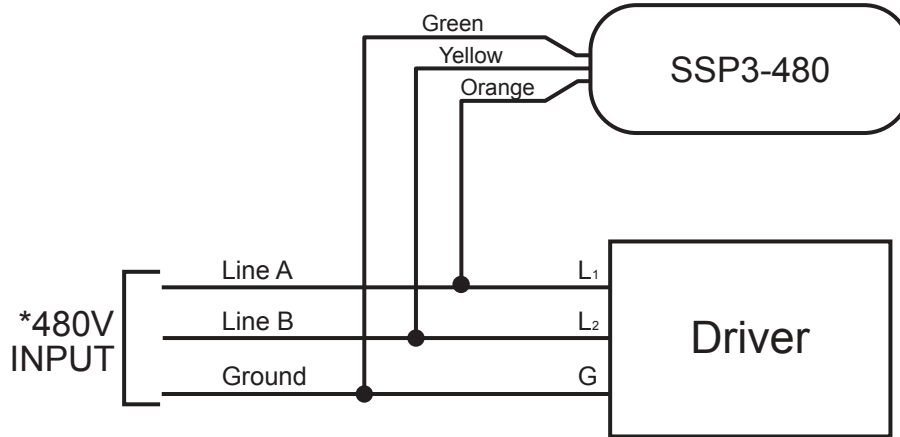 Green
Yellow
Orange
SSP3-480
*480V
INPUT
Line A
L₁
Line B
L₂
Ground
G
Driver